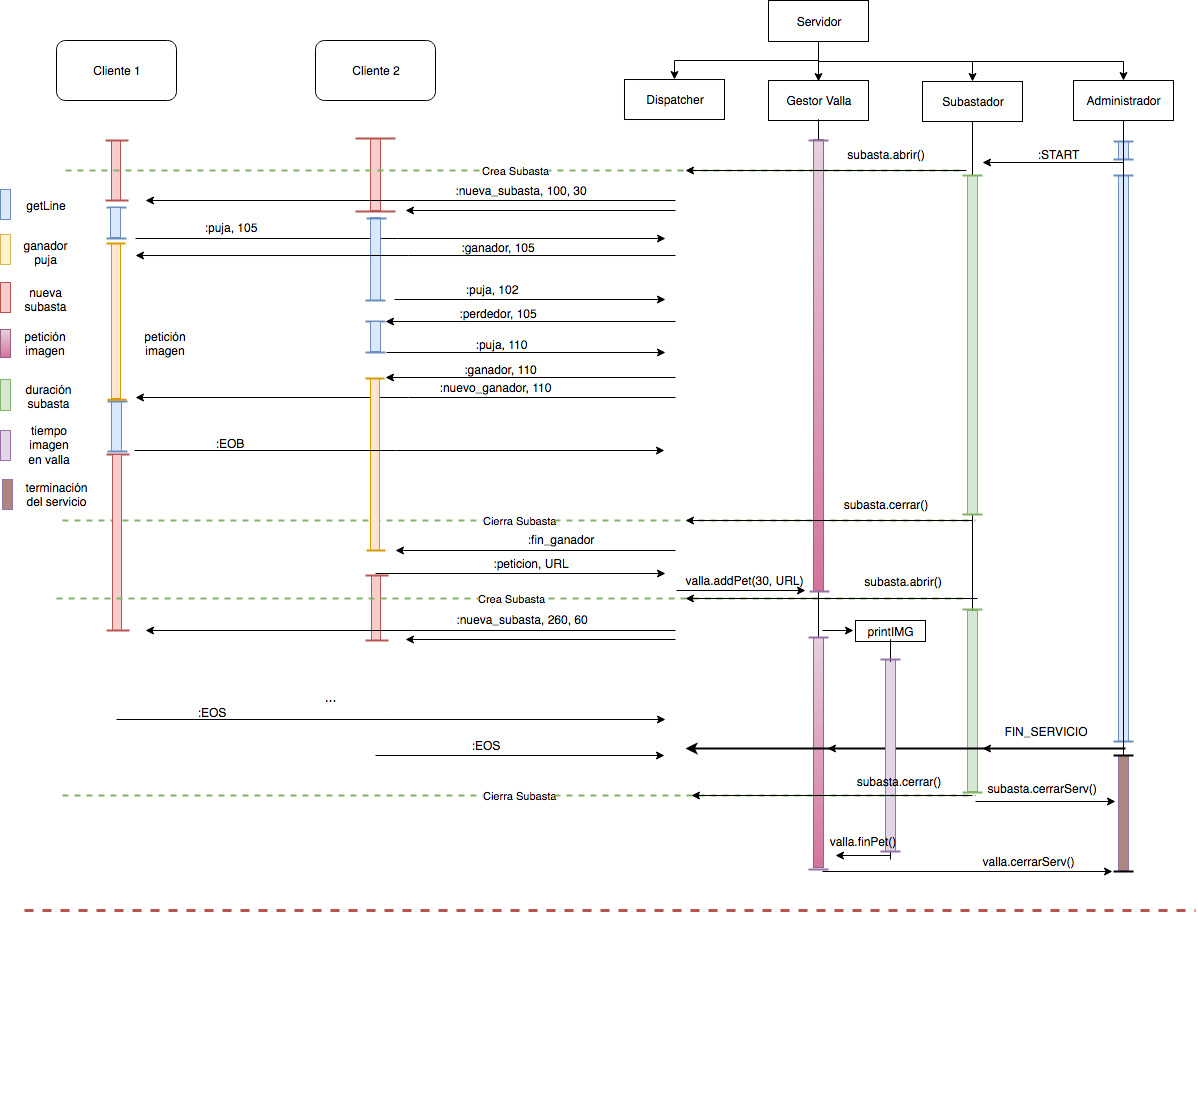 Servidor
Cliente 1
Cliente 2
Dispatcher
Gestor Valla
Subastador
Administrador
subasta.abrir()
:START
Crea Subasta
:nueva_subasta, 100, 30
getLine
:puja, 105
ganador
puja
:ganador, 105
nueva
subasta
:puja, 102
:perdedor, 105
petición
imagen
petición
imagen
:puja, 110
:ganador, 110
:nuevo_ganador, 110
duración
subasta
tiempo
imagen
en valla
:EOB
terminación
del servicio
subasta.cerrar()
Cierra Subasta
:fin_ganador
:peticion, URL
valla.addPet(30, URL)
subasta.abrir()
Crea Subasta
:nueva_subasta, 260, 60
printIMG
...
:EOS
FIN_SERVICIO
:EOS
subasta.cerrar()
subasta.cerrarServ()
Cierra Subasta
valla.finPet()
valla.cerrarServ()